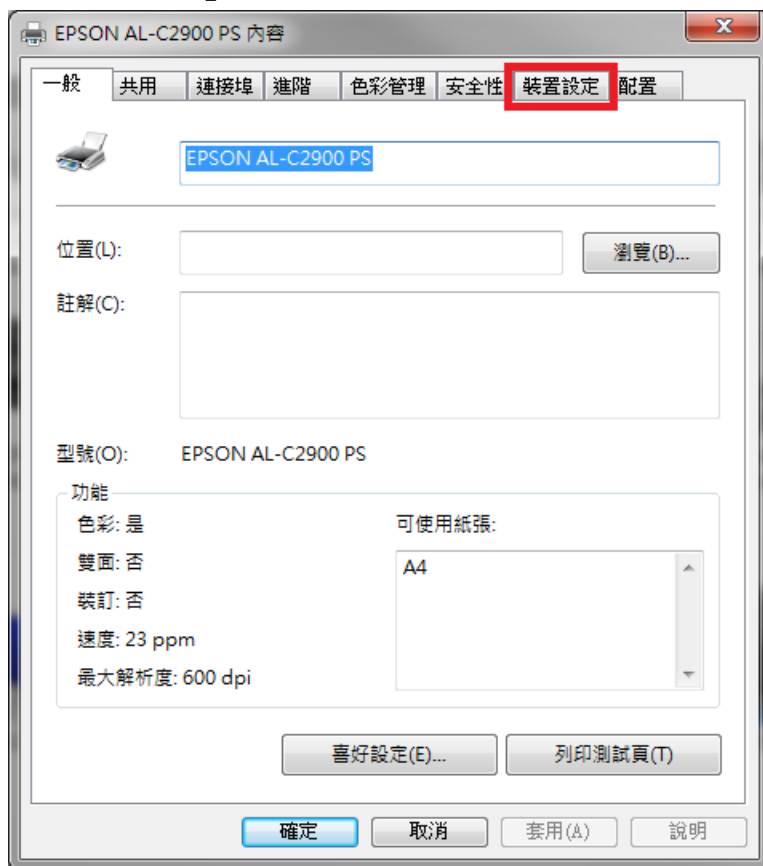 EPSON AL-C2900 PS 內容
一般 共用 連接埠 進階 色彩管理 安全性 裝置設定 配置
EPSON AL-C2900 PS
位置(L): 瀏覽(B)...
註解(C):
型號(O): EPSON AL-C2900 PS
功能
色彩: 是 可使用紙張:
雙面: 否 A4
裝訂: 否
速度: 23 ppm
最大解析度: 600 dpi
喜好設定(E)... 列印測試頁(T)
確定 取消 套用(A) 說明